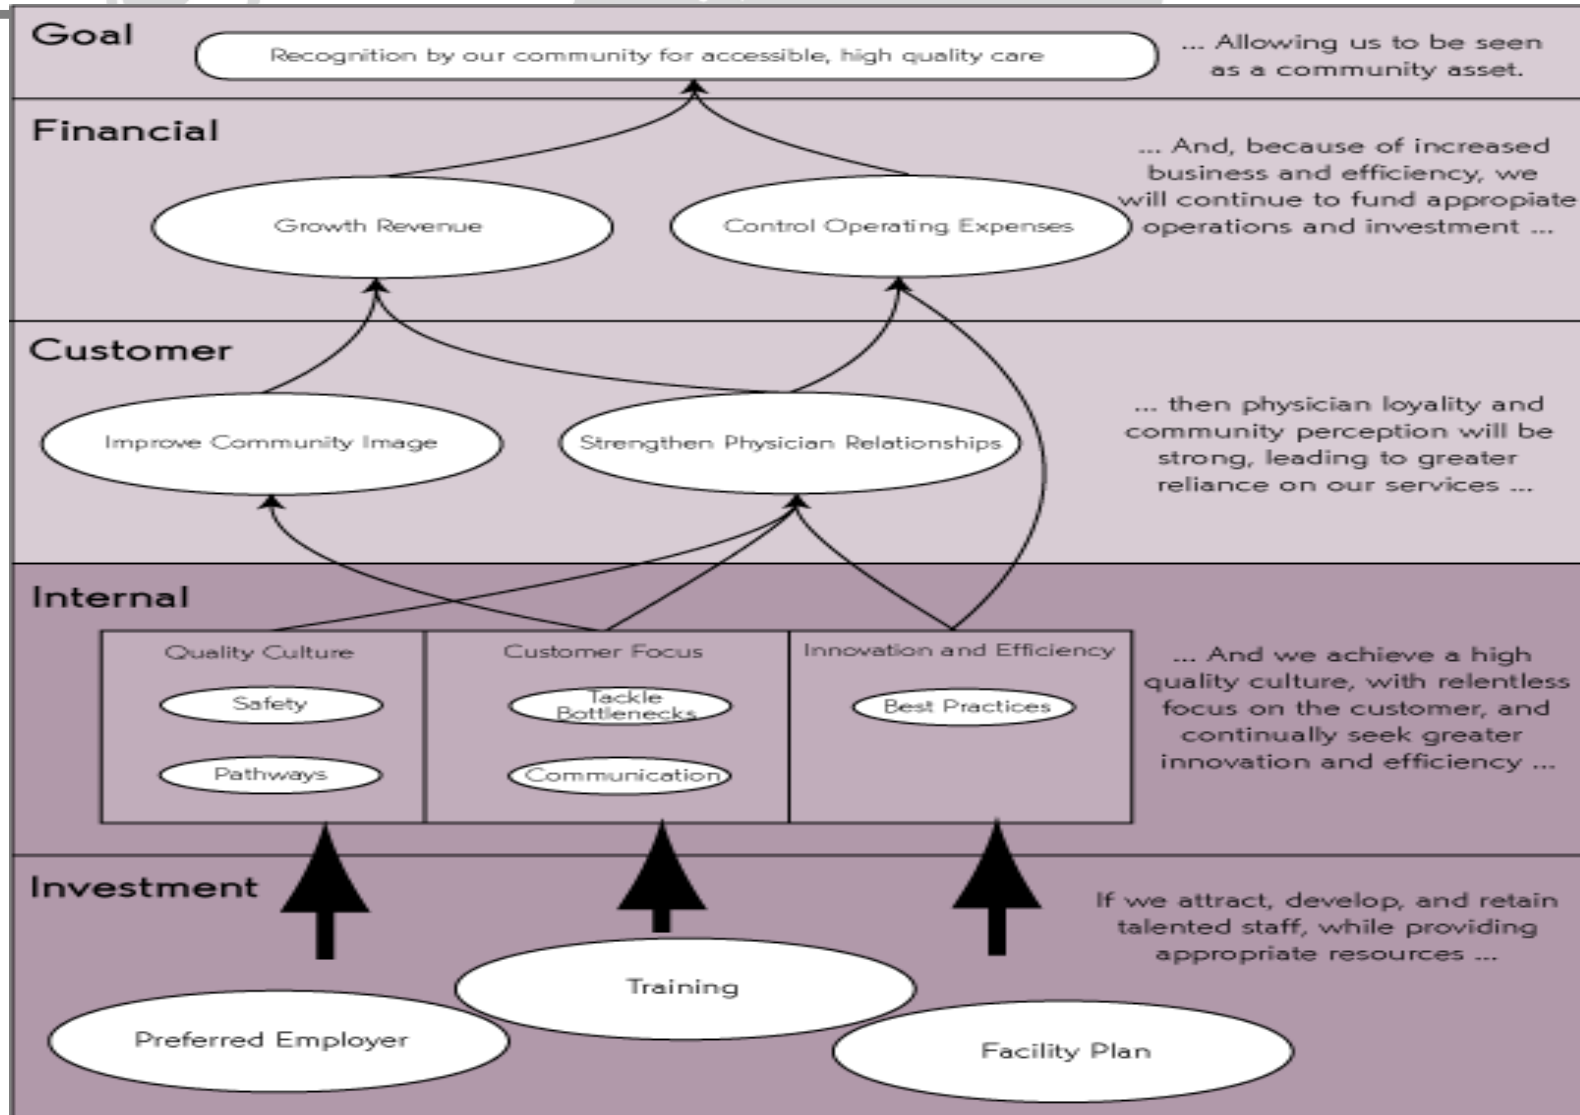 Goal
Recognition by our community for accessible, high quality care
... Allowing us to be seen
as a community asset.
Financial
... And, because of increased
business and efficiency, we
will continue to fund appropiate
operations and investment ...
Growth Revenue
Control Operating Expenses
Customer
... then physician loyality and
community perception will be
strong, leading to greater
reliance on our services ...
Improve Community Image
Strengthen Physician Relationships
Internal
Quality Culture
Safety
Pathways
Customer Focus
Tackle
Bottlenecks
Communication
Innovation and Efficiency
Best Practices
... And we achieve a high
quality culture, with relentless
focus on the customer, and
continually seek greater
innovation and efficiency ...
Investment
If we attract, develop, and retain
talented staff, while providing
appropriate resources ...
Training
Preferred Employer
Facility Plan